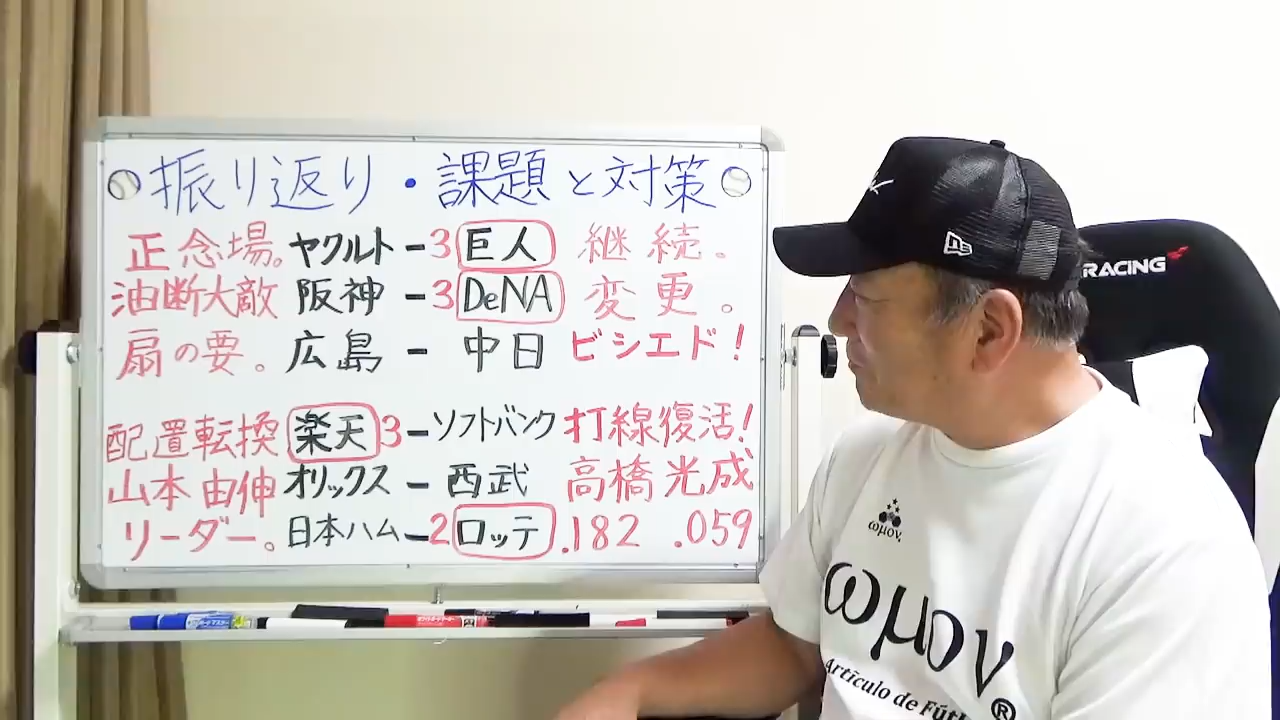 振り返り・課題と対策
正念場。ヤクルト - 3 巨人 継続。
油断大敵 阪神 - 3 DeNA 変更。
扇の要。広島 - 中日 ビシエド！
配置転換 楽天 3 - ソフトバンク 打線復活！
山本由伸 オリックス - 西武 高橋光成
リーダー。日本ハム - 2 ロッテ .182 .059
RACING
ωμον.
ωμον®
Artículo de Fút